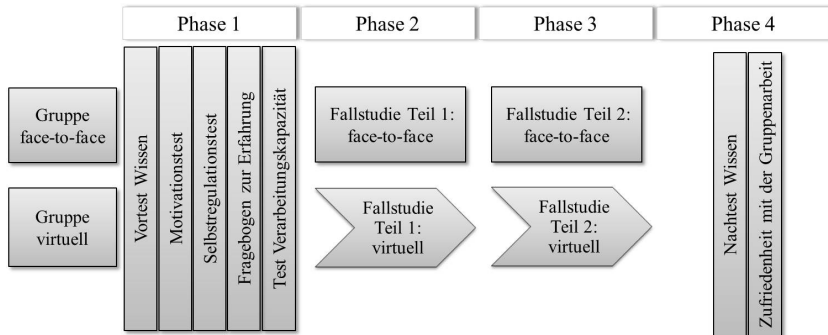 Phase 1
Phase 2
Phase 3
Phase 4
Gruppe
face-to-face
Gruppe
virtuell
Vortest Wissen
Motivationstest
Selbstregulationstest
Fragebogen zur Erfahrung
Test Verarbeitungskapazität
Fallstudie Teil 1:
face-to-face
Fallstudie
Teil 1:
virtuell
Fallstudie Teil 2:
face-to-face
Fallstudie
Teil 2:
virtuell
Nachtest Wissen
Zufriedenheit mit der Gruppenarbeit